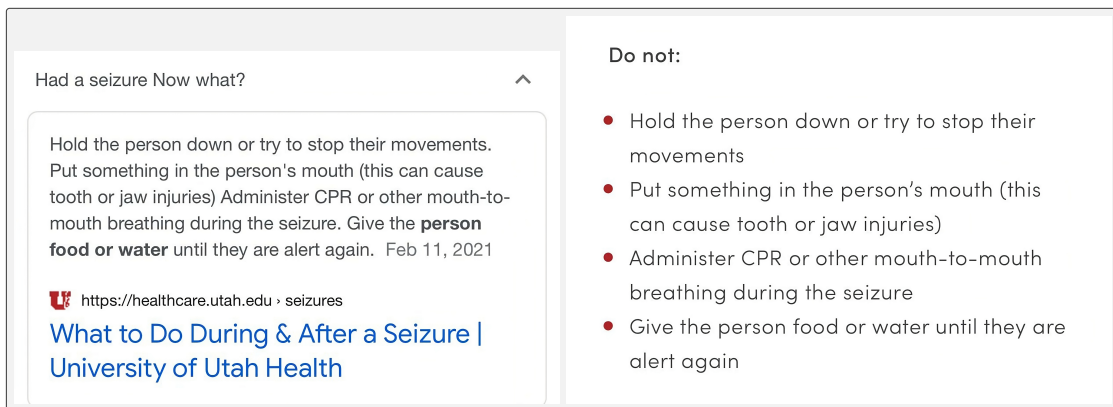 Had a seizure Now what?
Hold the person down or try to stop their movements.
Put something in the person's mouth (this can cause
tooth or jaw injuries) Administer CPR or other mouth-to-
mouth breathing during the seizure. Give the person
food or water until they are alert again. Feb 11, 2021
https://healthcare.utah.edu › seizures
What to Do During & After a Seizure |
University of Utah Health
Do not:
Hold the person down or try to stop their
movements
Put something in the person’s mouth (this
can cause tooth or jaw injuries)
Administer CPR or other mouth-to-mouth
breathing during the seizure
Give the person food or water until they are
alert again